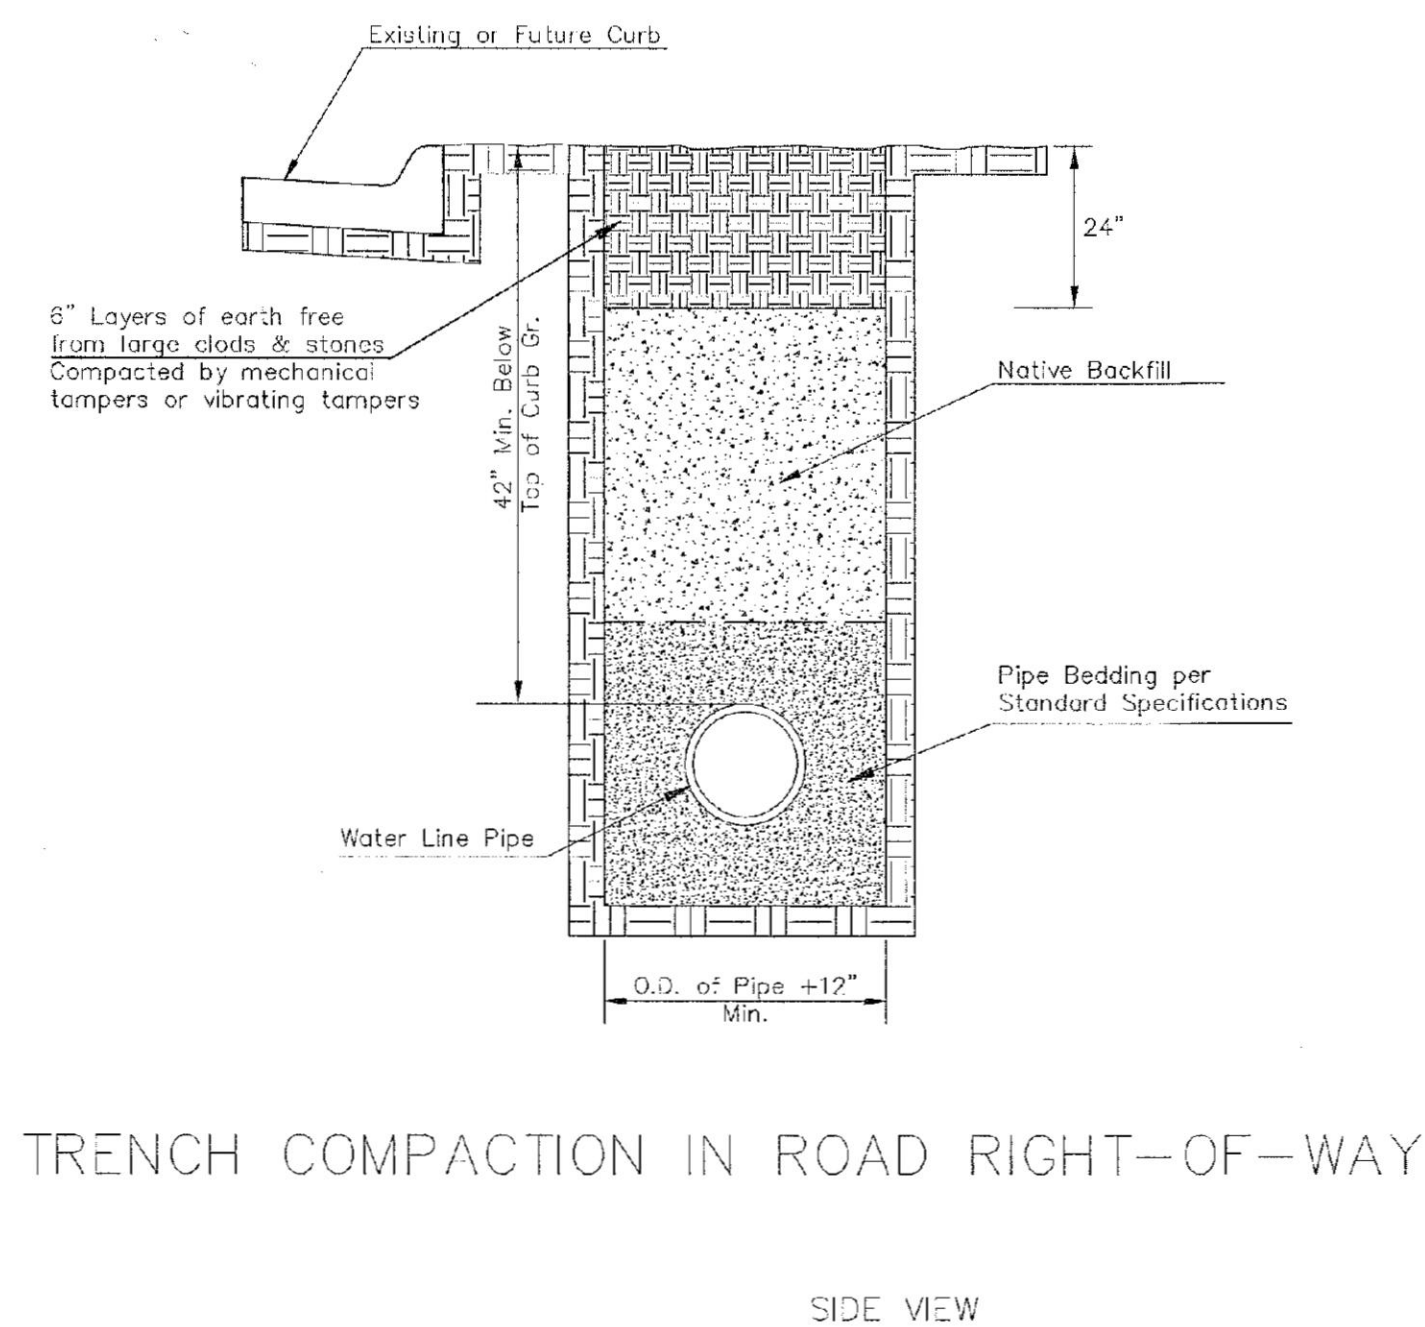 Existing or Future Curb
24"
6" Layers of earth free
from large clods & stones
Compacted by mechanical
tampers or vibrating tampers
42" Min. Below
Top of Curb Gr.
Native Backfill
Pipe Bedding per
Standard Specifications
Water Line Pipe
O.D. of Pipe +12"
Min.
TRENCH COMPACTION IN ROAD RIGHT-OF-WAY
SIDE VIEW